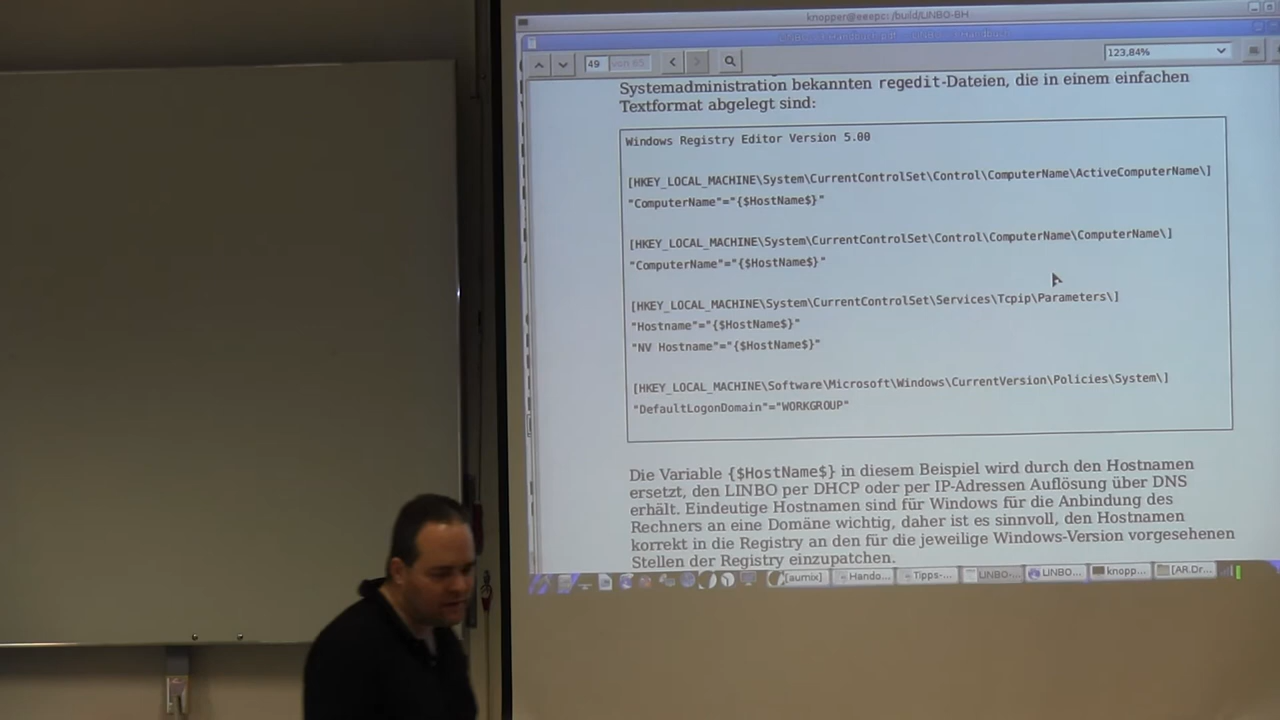 knopper@eeepc: /build/LINBO-BH
49 von 85
123,84%
Systemadministration bekannten regedit-Dateien, die in einem einfachen
Textformat abgelegt sind:
Windows Registry Editor Version 5.00
[HKEY_LOCAL_MACHINE\System\CurrentControlSet\Control\ComputerName\ActiveComputerName\]
"ComputerName"="{$HostName$}"
[HKEY_LOCAL_MACHINE\System\CurrentControlSet\Control\ComputerName\ComputerName\]
"ComputerName"="{$HostName$}"
[HKEY_LOCAL_MACHINE\System\CurrentControlSet\Services\Tcpip\Parameters\]
"Hostname"="{$HostName$}"
"NV Hostname"="{$HostName$}"
[HKEY_LOCAL_MACHINE\Software\Microsoft\Windows\CurrentVersion\Policies\System\]
"DefaultLogonDomain"="WORKGROUP"
Die Variable {$HostName$} in diesem Beispiel wird durch den Hostnamen
ersetzt, den LINBO per DHCP oder per IP-Adressen Auflösung über DNS
erhält. Eindeutige Hostnamen sind für Windows für die Anbindung des
Rechners an eine Domäne wichtig, daher ist es sinnvoll, den Hostnamen
korrekt in die Registry an den für die jeweilige Windows-Version vorgesehenen
Stellen der Registry einzupatchen.
[aumix] Hando... Tipps-... LINBO-... LINBO... knopp... [AR.Dr...